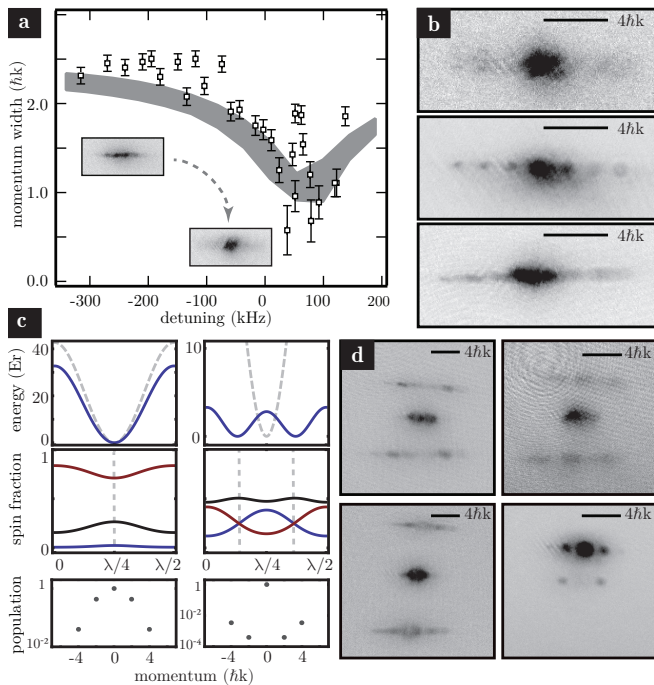 a
momentum width (ħk)
2.0
1.0
0.0
-300
-200
-100
0
100
200
detuning (kHz)
b
4ħk
4ħk
4ħk
c
energy (Er)
40
20
0
10
0
spin fraction
1
0
1
0
λ/4
λ/2
0
λ/4
λ/2
population
1
10⁻²
1
10⁻²
10⁻⁴
-4
0
4
-4
0
4
momentum (ħk)
d
4ħk
4ħk
4ħk
4ħk